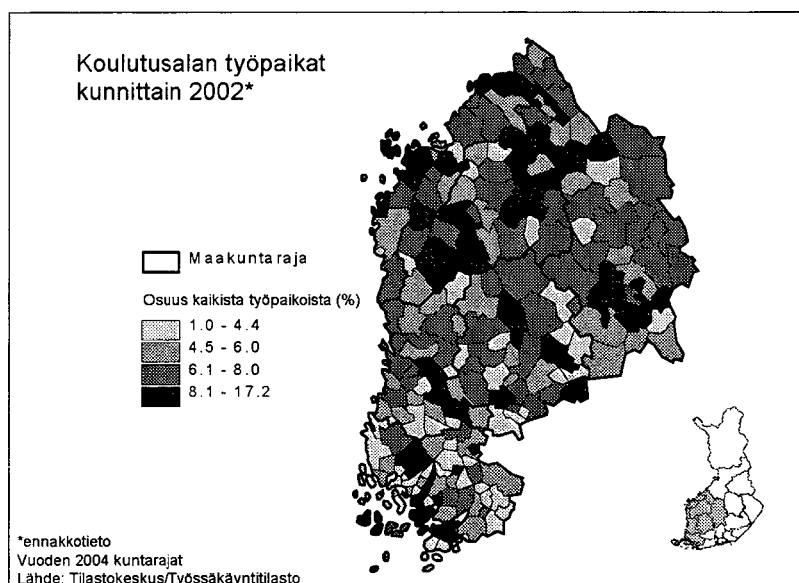 Koulutusalan työpaikat
kunnittain 2002*
Maakuntaraja
Osuus kaikista työpaikoista (%)
1.0 - 4.4
4.5 - 6.0
6.1 - 8.0
8.1 - 17.2
*ennakkotieto
Vuoden 2004 kuntarajat
Lähde: Tilastokeskus/Työssäkäyntitilasto